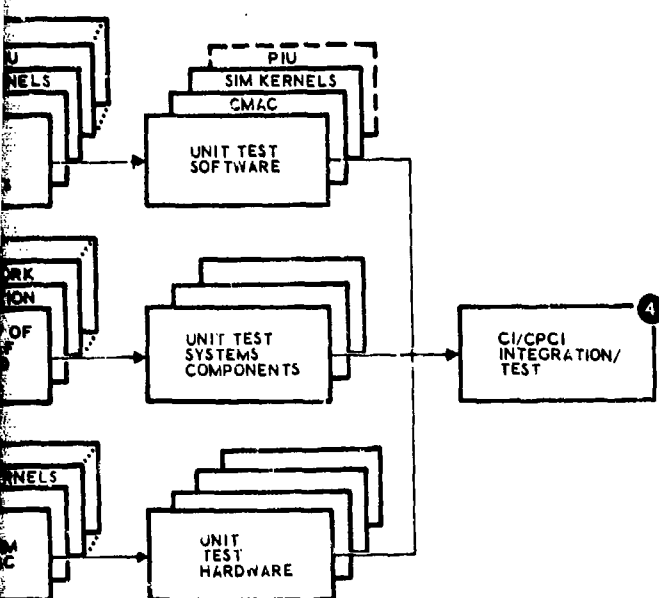 PIU
SIM KERNELS
CMAC
UNIT TEST
SOFTWARE
UNIT TEST
SYSTEMS
COMPONENTS
4
CI/CPCI
INTEGRATION/
TEST
OF
UNIT
TEST
HARDWARE